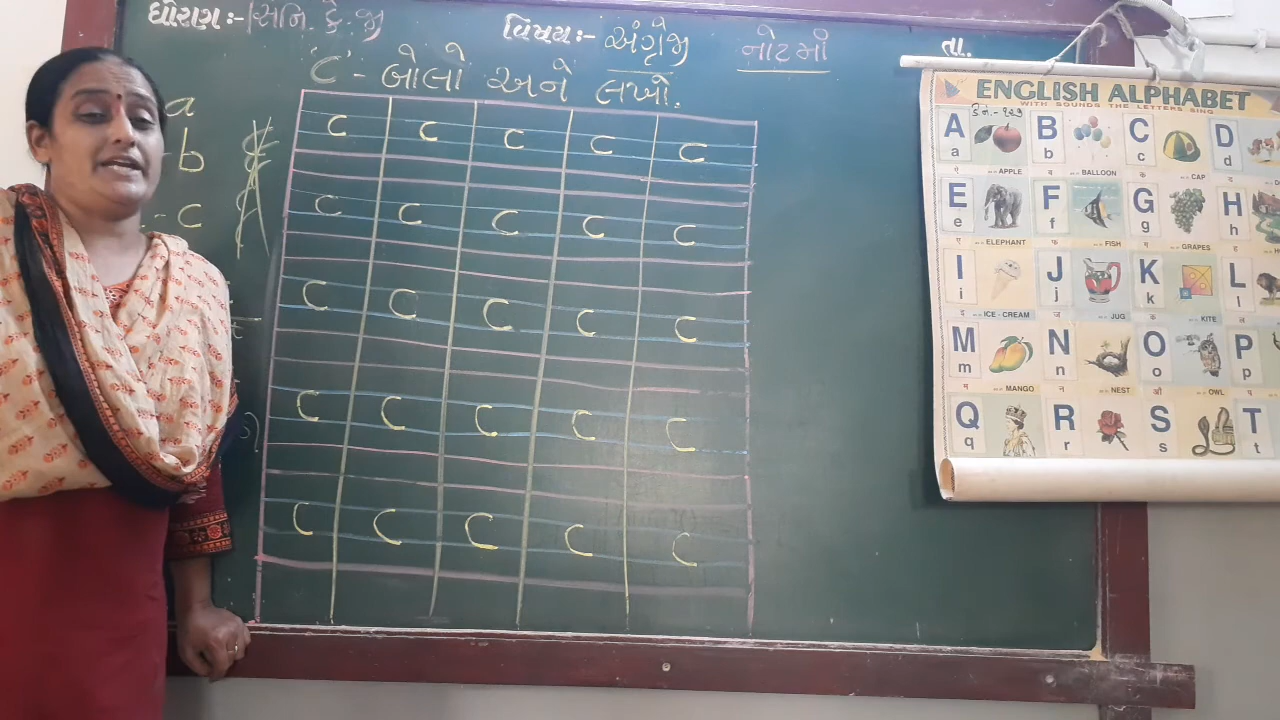 ધોરણ:- સિનિ. કે.જી વિષય:- અંગ્રેજી નોટમાં તા.
'C' - બોલો અને લખો.
a
- b
- c
C C C C C
C C C C C
C C C C C
C C C C C
C C C C C
ENGLISH ALPHABET
WITH SOUNDS THE LETTERS SING
A B C D
a b c d
APPLE BALLOON CAP
E F G H
e f g h
ELEPHANT FISH GRAPES
I J K L
i j k l
ICE - CREAM JUG KITE
M N O P
m n o p
MANGO NEST OWL
Q R S T
q r s t